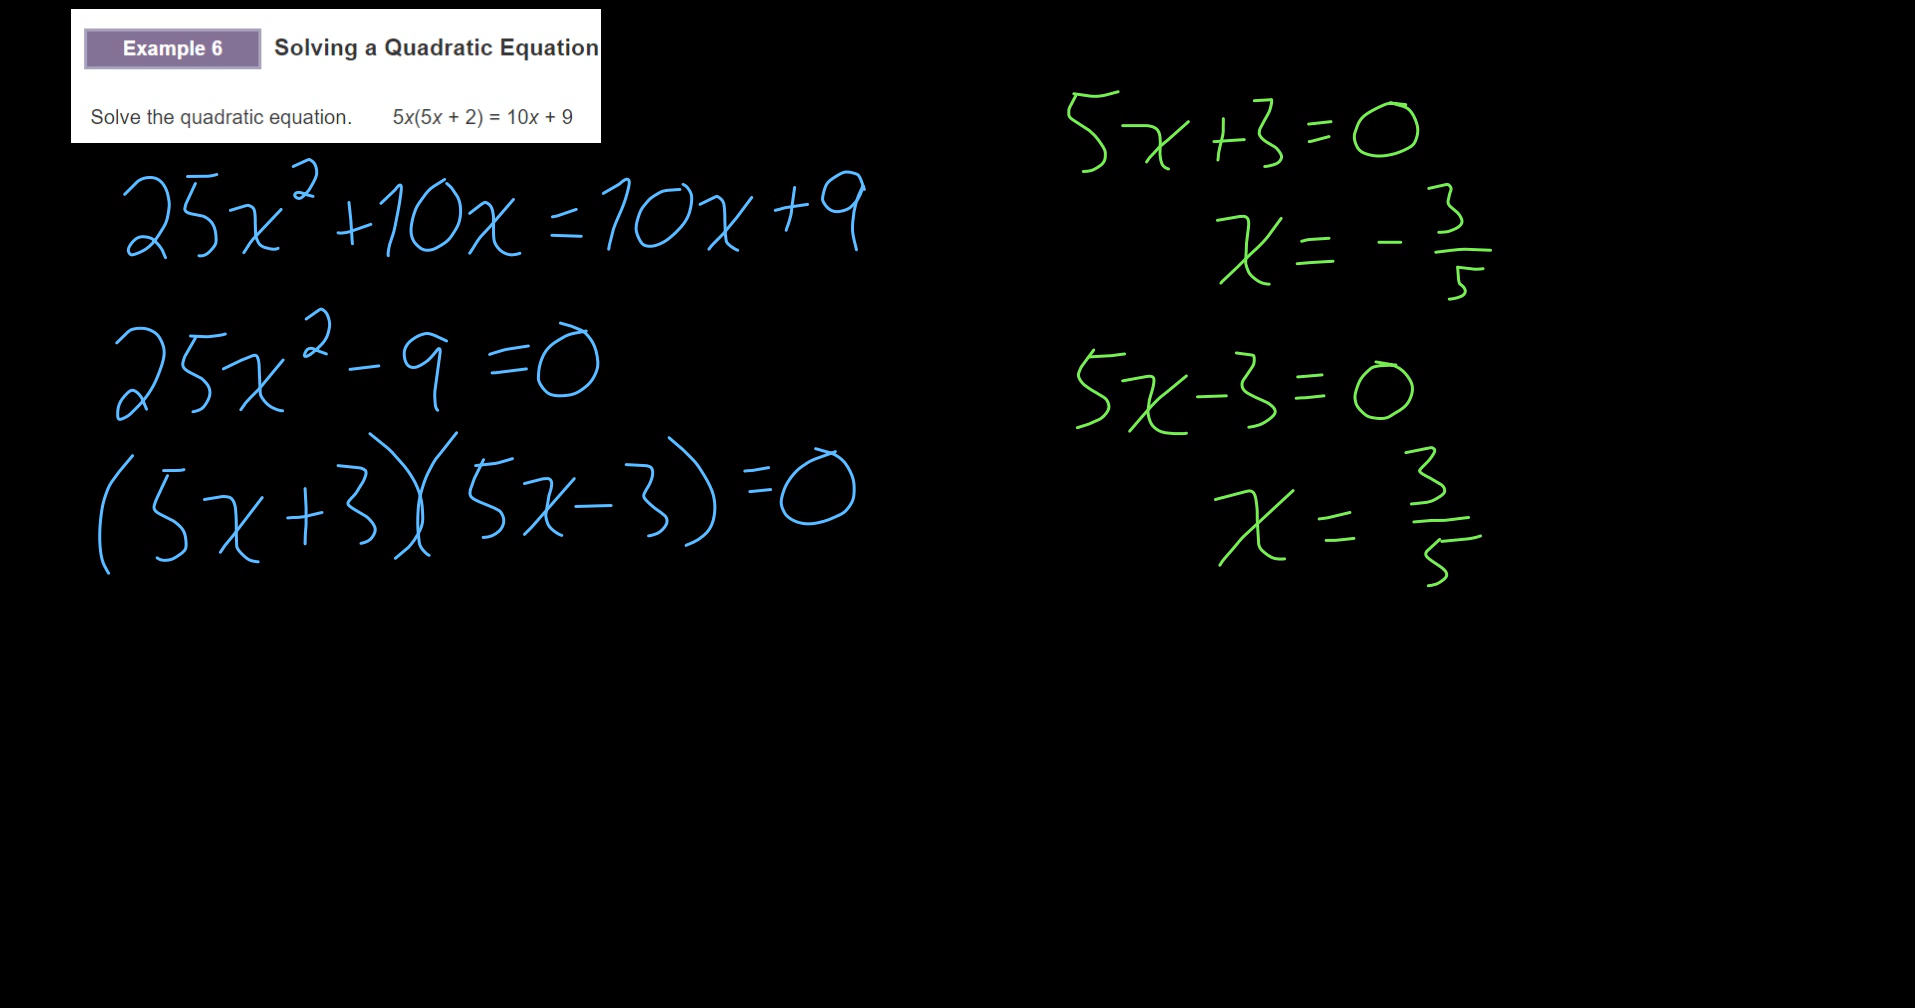 Example 6 Solving a Quadratic Equation
Solve the quadratic equation. 5x(5x + 2) = 10x + 9
25x² + 10x = 10x + 9
25x² - 9 = 0
(5x + 3)(5x - 3) = 0
5x + 3 = 0
x = - 3/5
5x - 3 = 0
x = 3/5